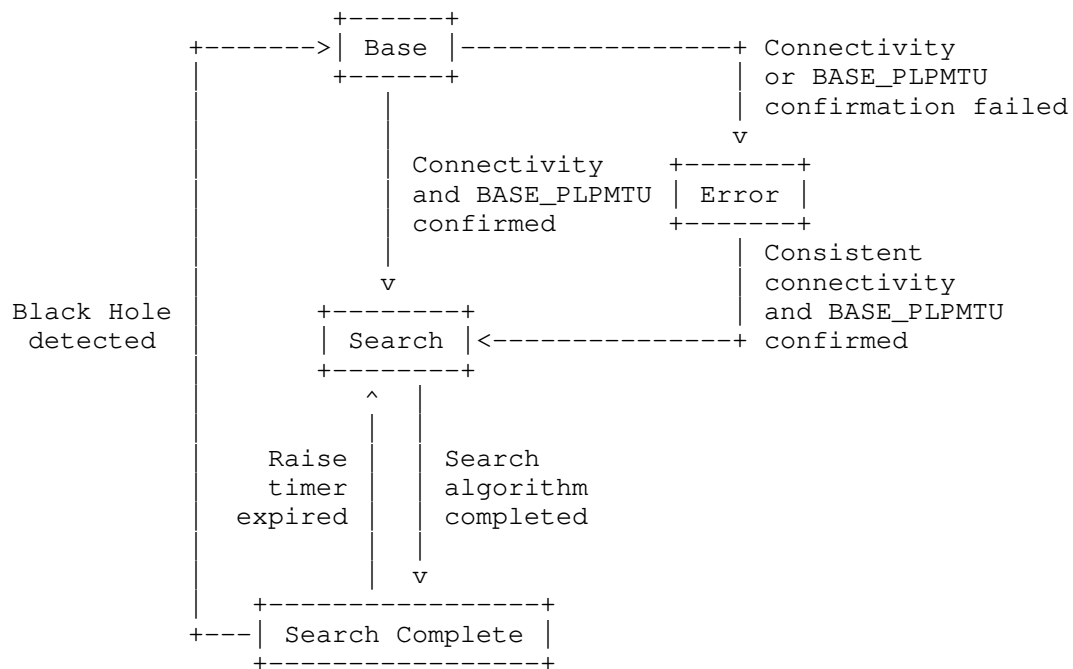 Base
Connectivity
or BASE_PLPMTU
confirmation failed
Connectivity
and BASE_PLPMTU
confirmed
Error
Consistent
connectivity
and BASE_PLPMTU
confirmed
Black Hole
detected
Search
Raise
timer
expired
Search
algorithm
completed
Search Complete